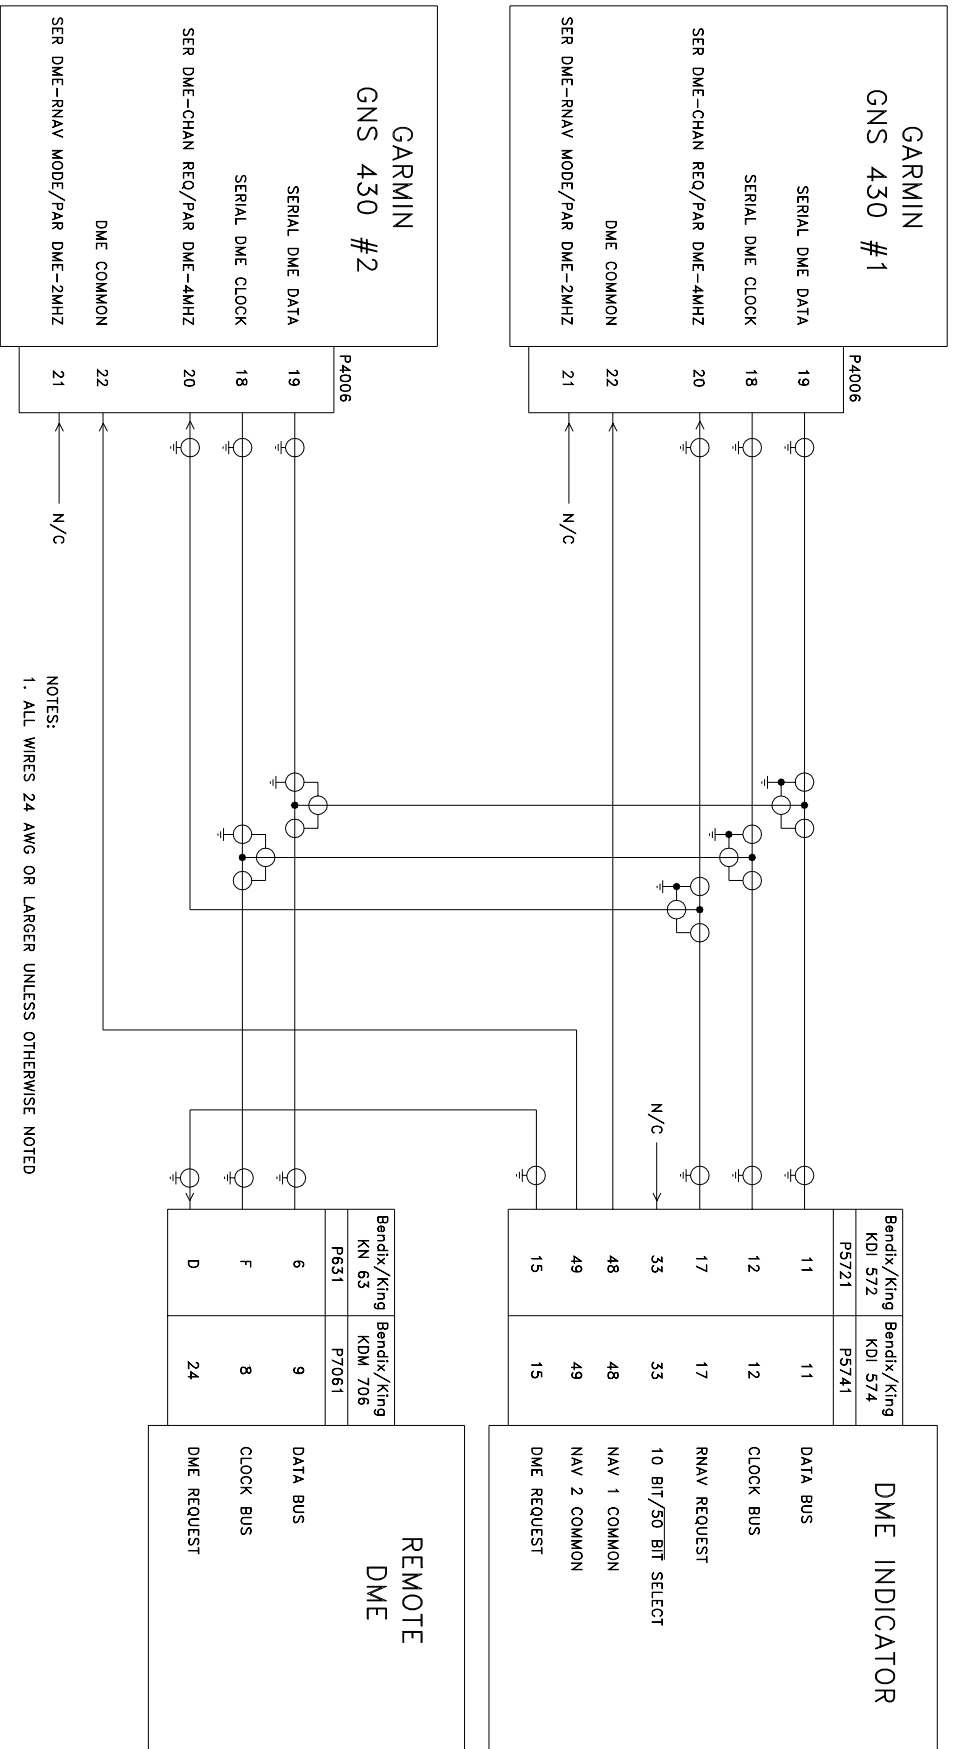 GARMIN
GNS 430 #1
P4006
SERIAL DME DATA 19
SERIAL DME CLOCK 18
SER DME-CHAN REQ/PAR DME-4MHZ 20
DME COMMON 22
SER DME-RNAV MODE/PAR DME-2MHZ 21
N/C
N/C
Bendix/King
KDI 572
Bendix/King
KDI 574
P5721 P5741
DME INDICATOR
11 11 DATA BUS
12 12 CLOCK BUS
17 17 RNAV REQUEST
33 33 10 BIT/50 BIT SELECT
48 48 NAV 1 COMMON
49 49 NAV 2 COMMON
15 15 DME REQUEST
GARMIN
GNS 430 #2
P4006
SERIAL DME DATA 19
SERIAL DME CLOCK 18
SER DME-CHAN REQ/PAR DME-4MHZ 20
DME COMMON 22
SER DME-RNAV MODE/PAR DME-2MHZ 21
N/C
Bendix/King
KN 63
Bendix/King
KDM 706
P631 P7061
REMOTE
DME
6 9 DATA BUS
F 8 CLOCK BUS
D 24 DME REQUEST
NOTES:
1. ALL WIRES 24 AWG OR LARGER UNLESS OTHERWISE NOTED